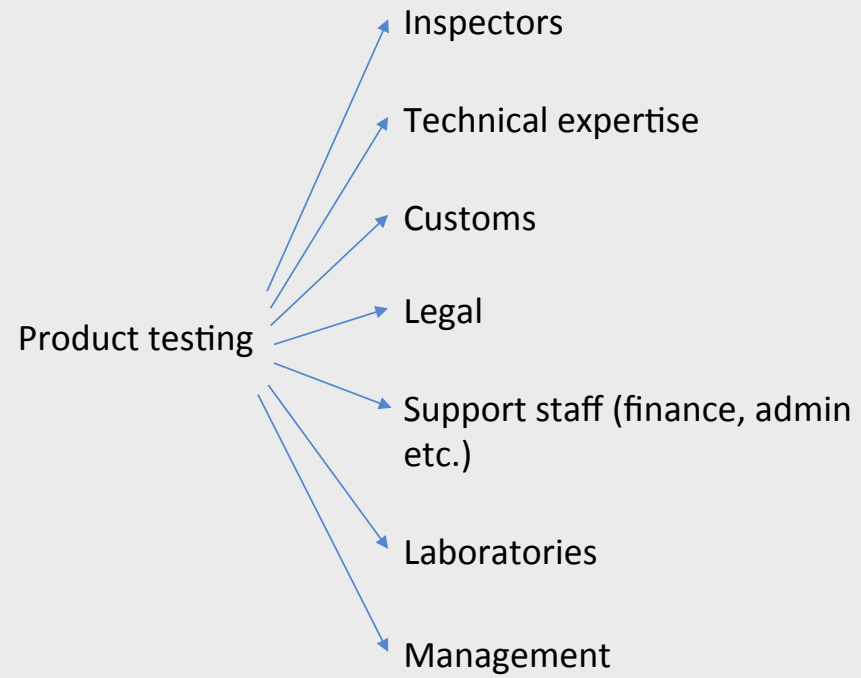 Inspectors
Technical expertise
Customs
Legal
Product testing
Support staff (finance, admin
etc.)
Laboratories
Management